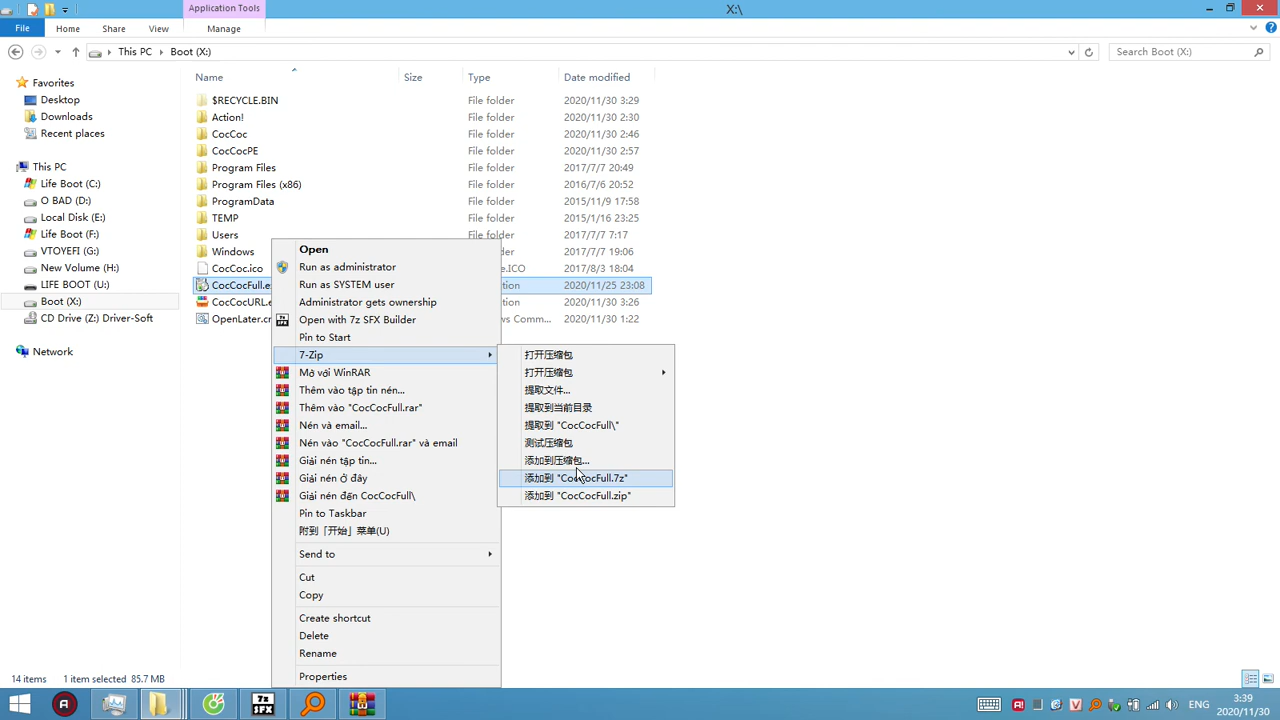 Application Tools
X:\
File
Home
Share
View
Manage
This PC
Boot (X:)
Search Boot (X:)
Name
Size
Type
Date modified
Favorites
Desktop
Downloads
Recent places
This PC
Life Boot (C:)
O BAD (D:)
Local Disk (E:)
Life Boot (F:)
VTOYEFI (G:)
New Volume (H:)
LIFE BOOT (U:)
Boot (X:)
CD Drive (Z:) Driver-Soft
Network
$RECYCLE.BIN File folder 2020/11/30 3:29
Action! File folder 2020/11/30 2:30
CocCoc File folder 2020/11/30 2:46
CocCocPE File folder 2020/11/30 2:57
Program Files File folder 2017/7/7 20:49
Program Files (x86) File folder 2016/7/6 20:52
ProgramData File folder 2015/11/9 17:58
TEMP File folder 2015/1/16 23:25
Users File folder 2017/7/7 7:17
Windows File folder 2017/7/7 19:06
CocCoc.ico e.ICO 2017/8/3 18:04
CocCocFull.e tion 2020/11/25 23:08
CocCocURL.e tion 2020/11/30 3:26
OpenLater.cm ws Comm... 2020/11/30 1:22
Open
Run as administrator
Run as SYSTEM user
Administrator gets ownership
Open with 7z SFX Builder
Pin to Start
7-Zip
Mở với WinRAR
Thêm vào tập tin nén...
Thêm vào "CocCocFull.rar"
Nén và email...
Nén vào "CocCocFull.rar" và email
Giải nén tập tin...
Giải nén ở đây
Giải nén đến CocCocFull\
Pin to Taskbar
附到「开始」菜单(U)
Send to
Cut
Copy
Create shortcut
Delete
Rename
Properties
打开压缩包
打开压缩包
提取文件...
提取到当前目录
提取到 "CocCocFull\"
测试压缩包
添加到压缩包...
添加到 "CocCocFull.7z"
添加到 "CocCocFull.zip"
14 items
1 item selected 85.7 MB
7z
SFX
ENG
3:39
2020/11/30